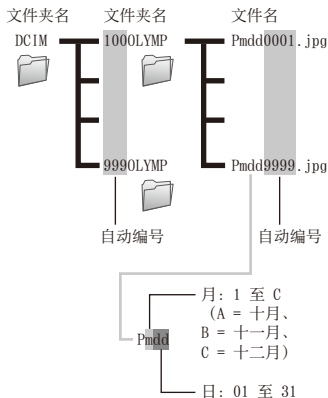 文件夹名 文件夹名 文件名
DCIM 100OLYMP Pmdd0001.jpg
999OLYMP Pmdd9999.jpg
自动编号 自动编号
月: 1 至 C
(A = 十月、
Pmdd B = 十一月、
C = 十二月)
日: 01 至 31